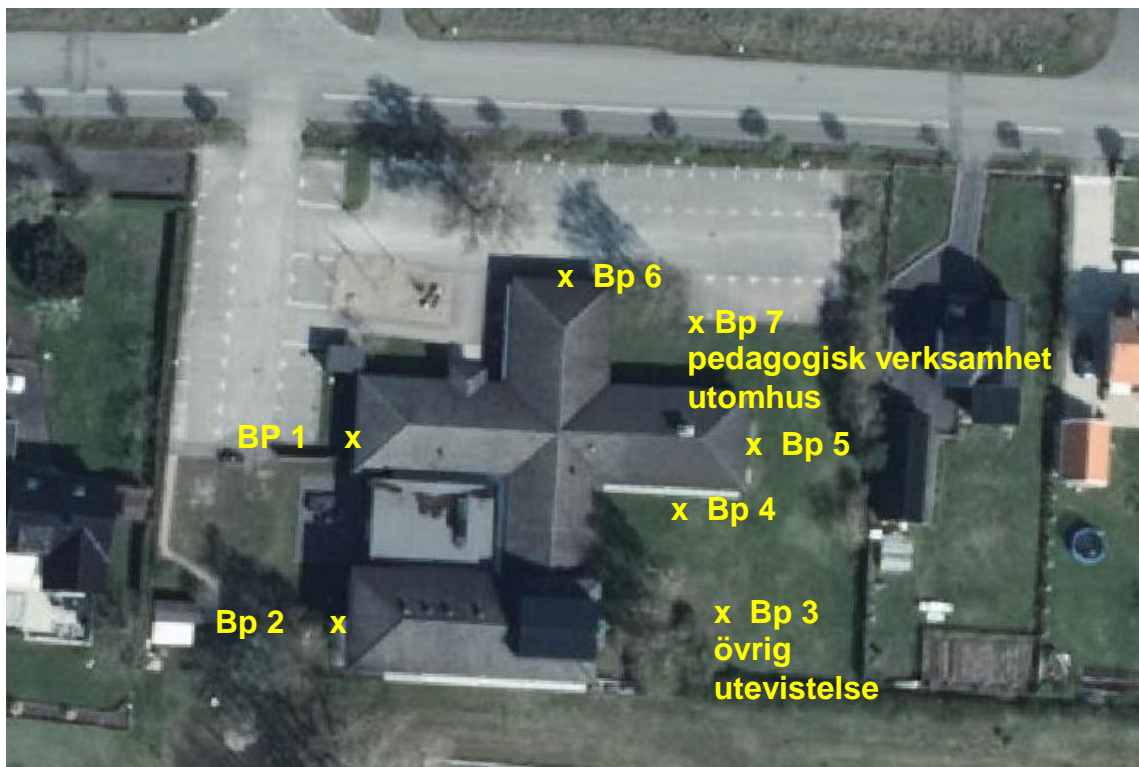 x Bp 6
x Bp 7
pedagogisk verksamhet
utomhus
BP 1 x
x Bp 5
x Bp 4
Bp 2 x
x Bp 3
övrig
utevistelse